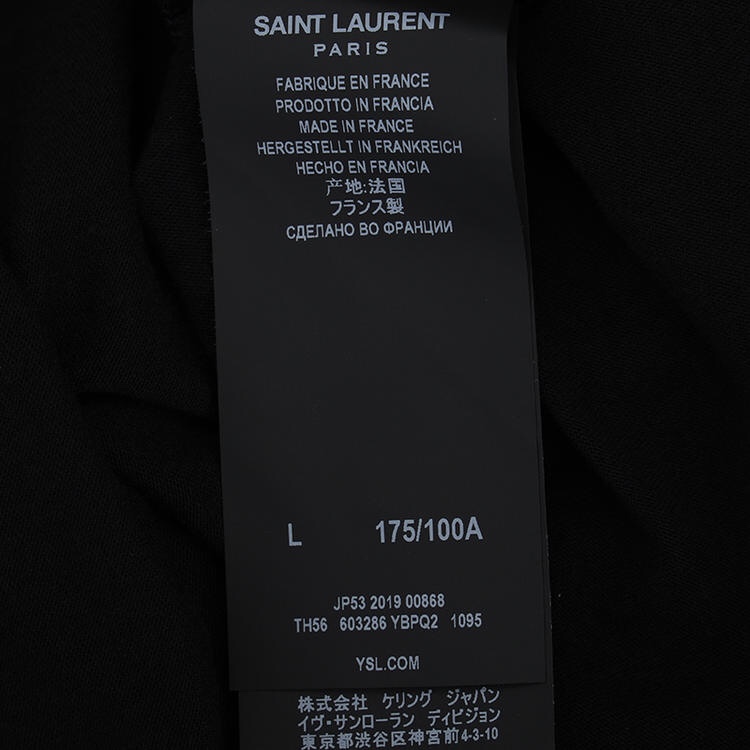 SAINT LAURENT
PARIS
FABRIQUE EN FRANCE
PRODOTTO IN FRANCIA
MADE IN FRANCE
HERGESTELLT IN FRANKREICH
HECHO EN FRANCIA
产地:法国
フランス製
СДЕЛАНО ВО ФРАНЦИИ
L 175/100A
JP53 2019 00868
TH56 603286 YBPQ2 1095
YSL.COM
株式会社 ケリング ジャパン
イヴ・サンローラン ディビジョン
東京都渋谷区神宮前4-3-10